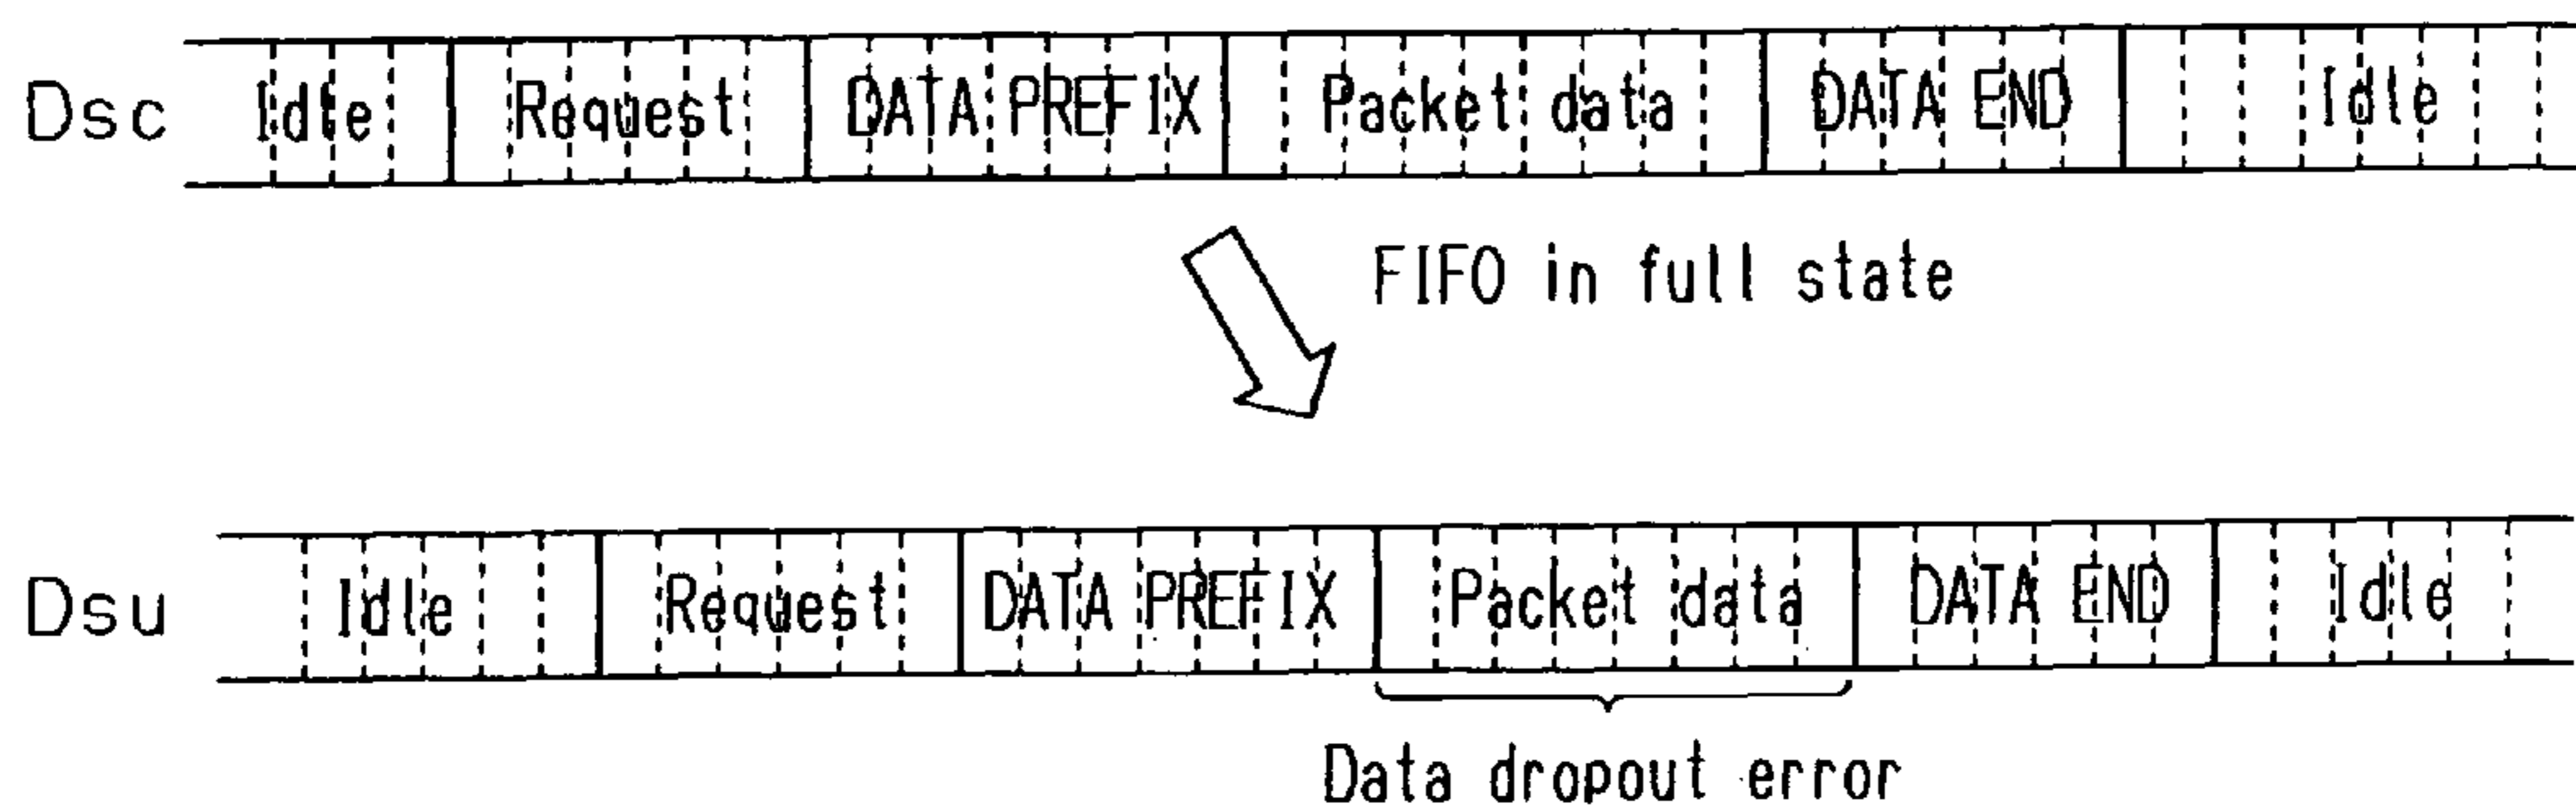 Dsc Idle Request DATA PREFIX Packet data DATA END Idle
FIFO in full state
Dsu Idle Request DATA PREFIX Packet data DATA END Idle
Data dropout error